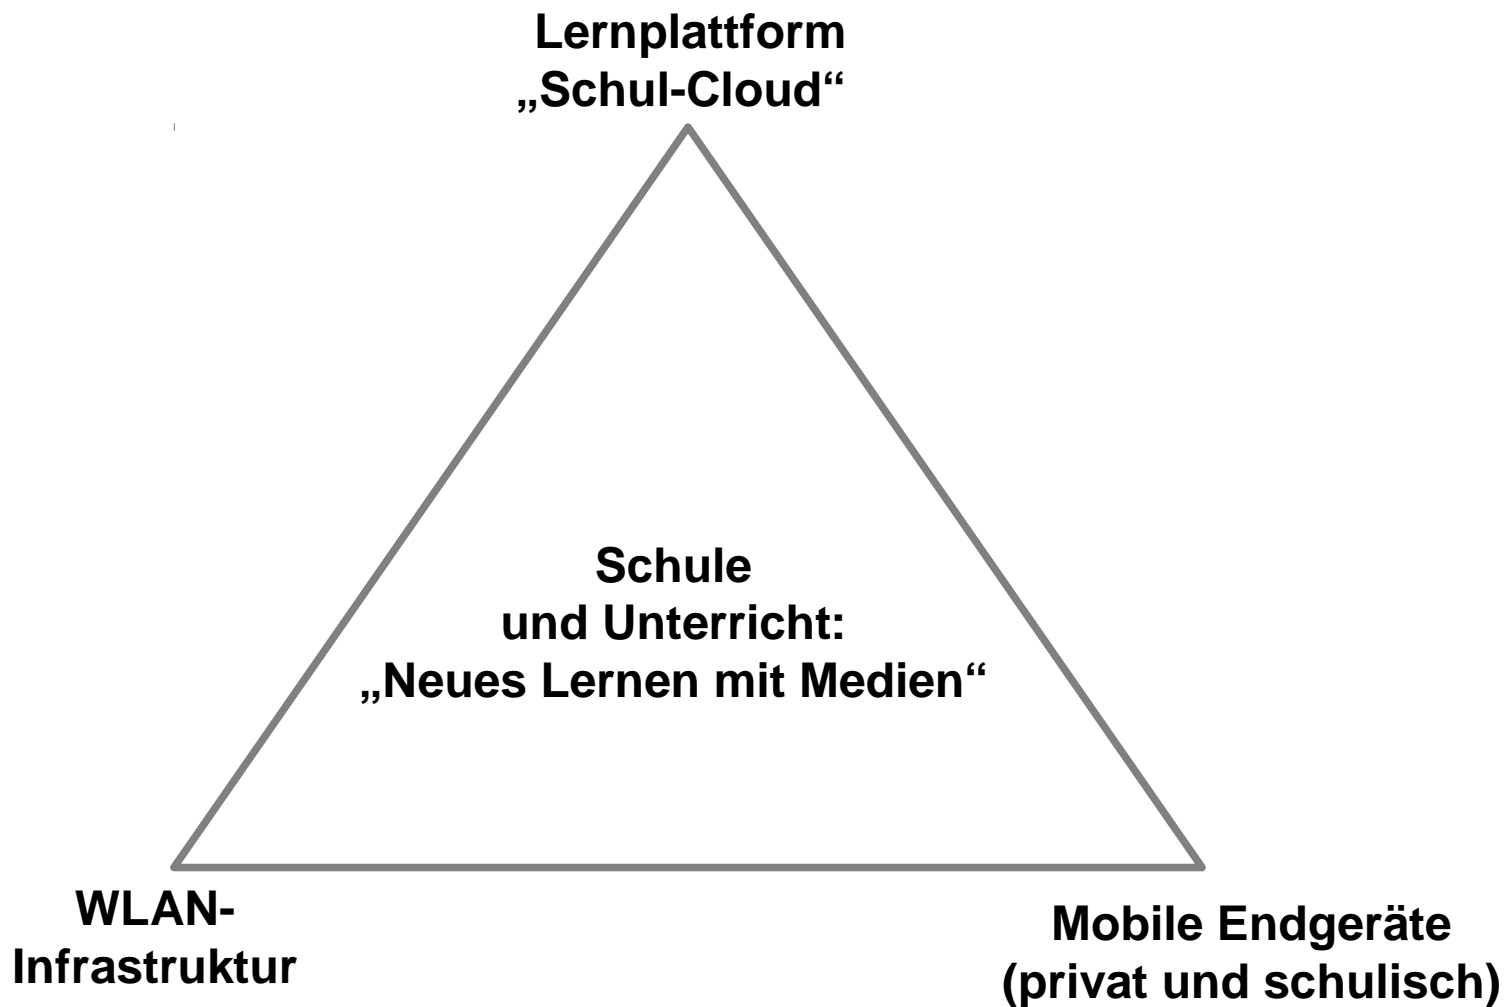 Lernplattform
„Schul-Cloud“
Schule
und Unterricht:
„Neues Lernen mit Medien“
WLAN-
Infrastruktur
Mobile Endgeräte
(privat und schulisch)